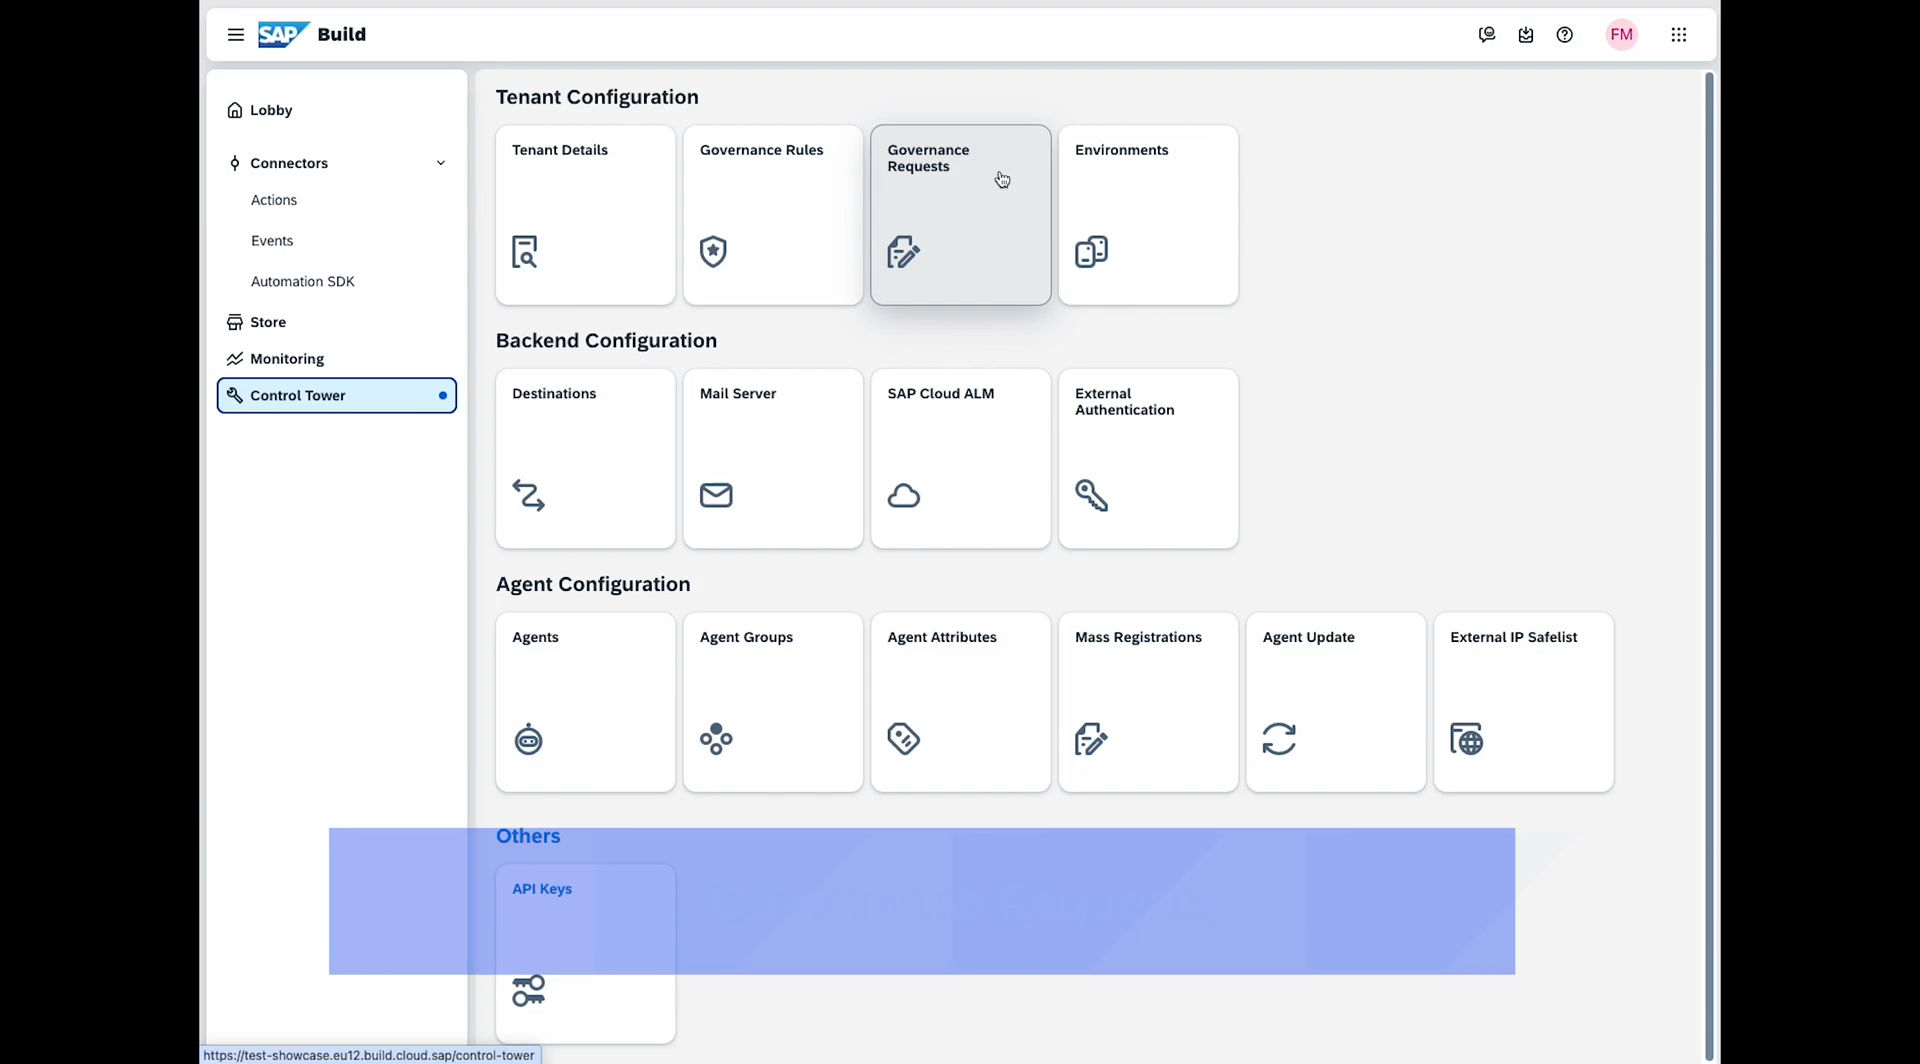 SAP Build
FM
Lobby
Connectors
Actions
Events
Automation SDK
Store
Monitoring
Control Tower
Tenant Configuration
Tenant Details
Governance Rules
Governance
Requests
Environments
Backend Configuration
Destinations
Mail Server
SAP Cloud ALM
External
Authentication
Agent Configuration
Agents
Agent Groups
Agent Attributes
Mass Registrations
Agent Update
External IP Safelist
Others
API Keys
https://test-showcase.eu12.build.cloud.sap/control-tower